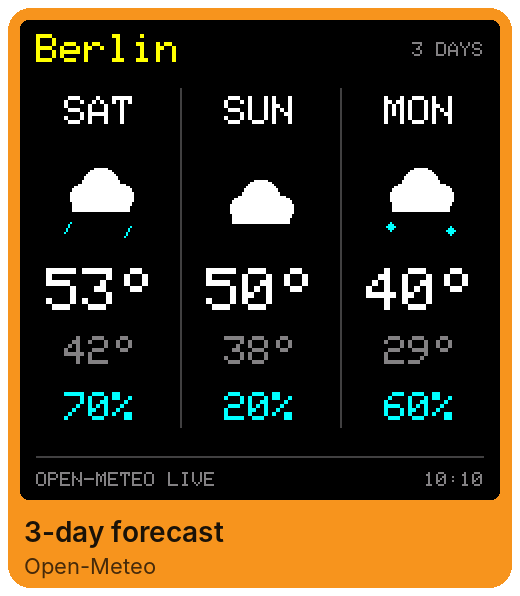 Berlin 3 DAYS
SAT SUN MON
53° 50° 40°
42° 38° 29°
70% 20% 60%
OPEN-METEO LIVE 10:10
3-day forecast
Open-Meteo